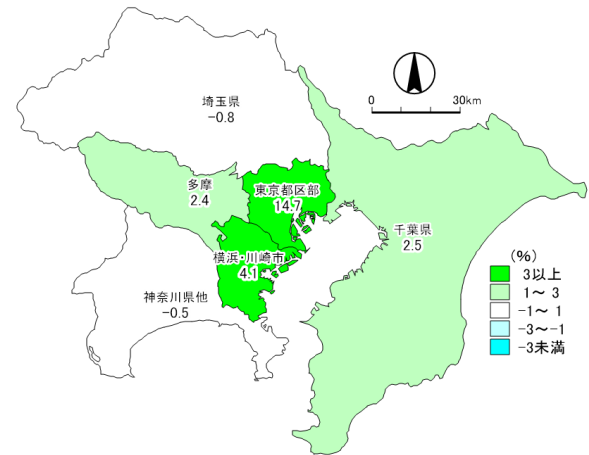 埼玉県
−0.8
0 30km
多摩
2.4
東京都区部
14.7
千葉県
2.5
横浜・川崎市
4.1
神奈川県他
−0.5
(%)
3以上
1～ 3
−1～ 1
−3～−1
−3未満